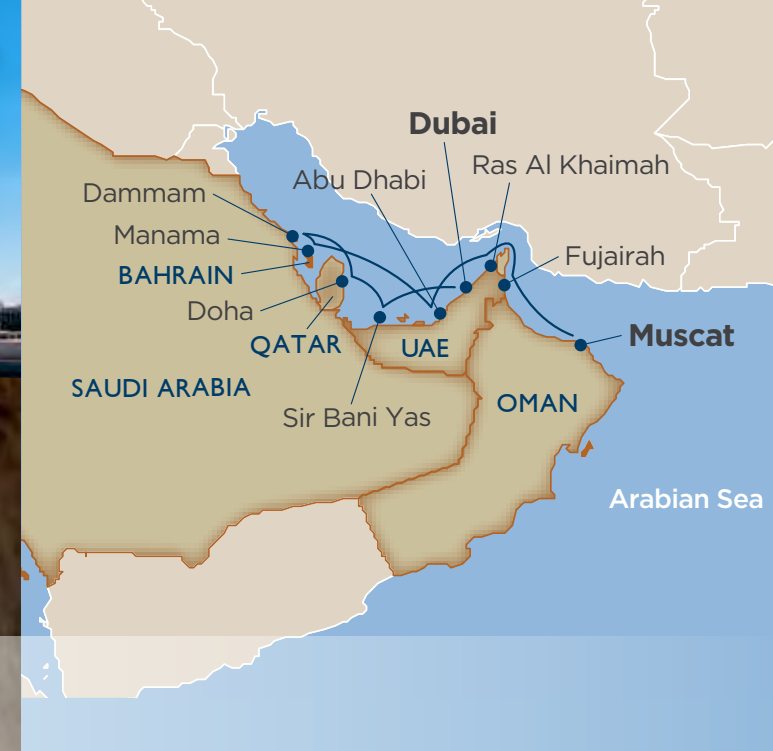 Dubai
Ras Al Khaimah
Abu Dhabi
Dammam
Manama
Fujairah
BAHRAIN
Doha
Muscat
QATAR
UAE
SAUDI ARABIA
OMAN
Sir Bani Yas
Arabian Sea